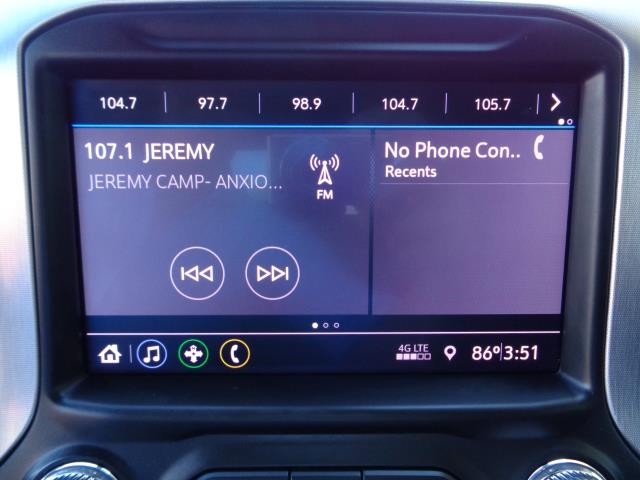 104.7 97.7 98.9 104.7 105.7
107.1 JEREMY
JEREMY CAMP- ANXIO...
FM
No Phone Con..
Recents
4G LTE
86° 3:51